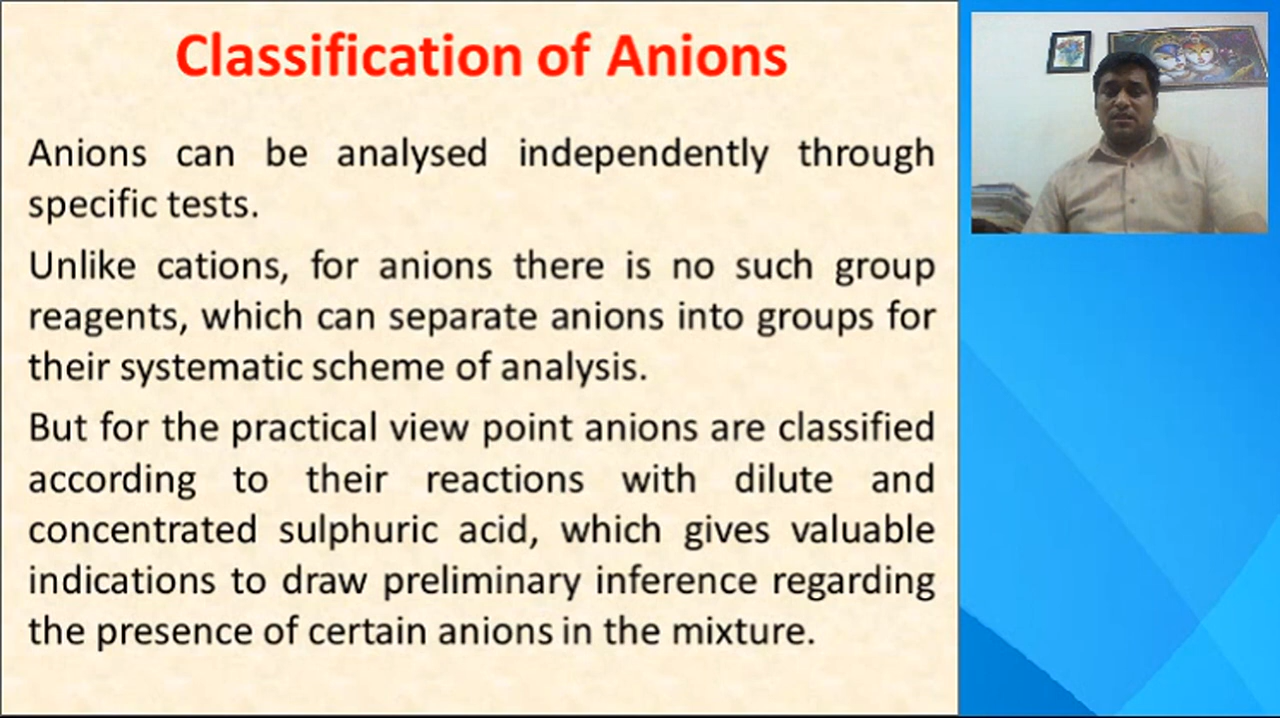 Classification of Anions
Anions can be analysed independently through
specific tests.
Unlike cations, for anions there is no such group
reagents, which can separate anions into groups for
their systematic scheme of analysis.
But for the practical view point anions are classified
according to their reactions with dilute and
concentrated sulphuric acid, which gives valuable
indications to draw preliminary inference regarding
the presence of certain anions in the mixture.